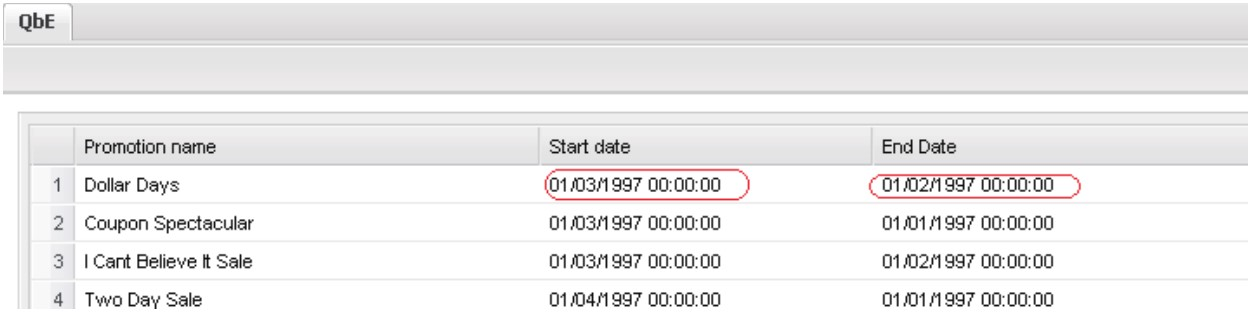 QbE
Promotion name Start date End Date
1 Dollar Days 01/03/1997 00:00:00 01/02/1997 00:00:00
2 Coupon Spectacular 01/03/1997 00:00:00 01/01/1997 00:00:00
3 I Cant Believe It Sale 01/03/1997 00:00:00 01/02/1997 00:00:00
4 Two Day Sale 01/04/1997 00:00:00 01/01/1997 00:00:00